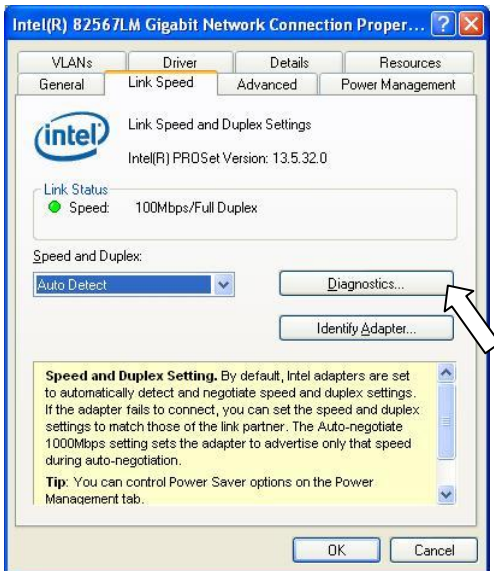 Intel(R) 82567LM Gigabit Network Connection Proper...
VLANs Driver Details Resources
General Link Speed Advanced Power Management
intel
Link Speed and Duplex Settings
Intel(R) PROSet Version: 13.5.32.0
Link Status
Speed: 100Mbps/Full Duplex
Speed and Duplex:
Auto Detect
Diagnostics...
Identify Adapter...
Speed and Duplex Setting. By default, Intel adapters are set
to automatically detect and negotiate speed and duplex settings.
If the adapter fails to connect, you can set the speed and duplex
settings to match those of the link partner. The Auto-negotiate
1000Mbps setting sets the adapter to advertise only that speed
during auto-negotiation.
Tip: You can control Power Saver options on the Power
Management tab.
OK Cancel